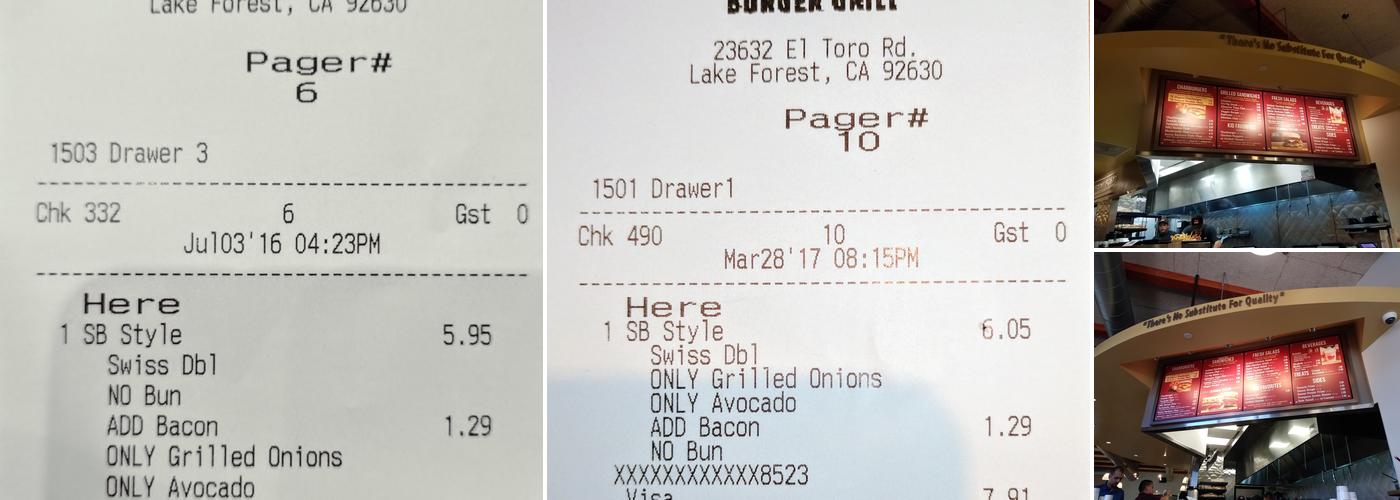 Lake Forest, CA 92630
Pager#
6
1503 Drawer 3
Chk 332 6 Gst 0
Jul03'16 04:23PM
Here
1 SB Style 5.95
Swiss Dbl
NO Bun
ADD Bacon 1.29
ONLY Grilled Onions
ONLY Avocado
BURGER GRILL
23632 El Toro Rd.
Lake Forest, CA 92630
Pager#
10
1501 Drawer1
Chk 490 10 Gst 0
Mar28'17 08:15PM
Here
1 SB Style 6.05
Swiss Dbl
ONLY Grilled Onions
ONLY Avocado
ADD Bacon 1.29
NO Bun
XXXXXXXXXXXX8523
Visa 7.91
"There's No Substitute For Quality"
CHARBURGERS
GRILLED SANDWICHES
FRESH SALADS
BEVERAGES
TREATS
SIDES
"There's No Substitute For Quality"
SANDWICHES
FRESH SALADS
BEVERAGES
TREATS
SIDES